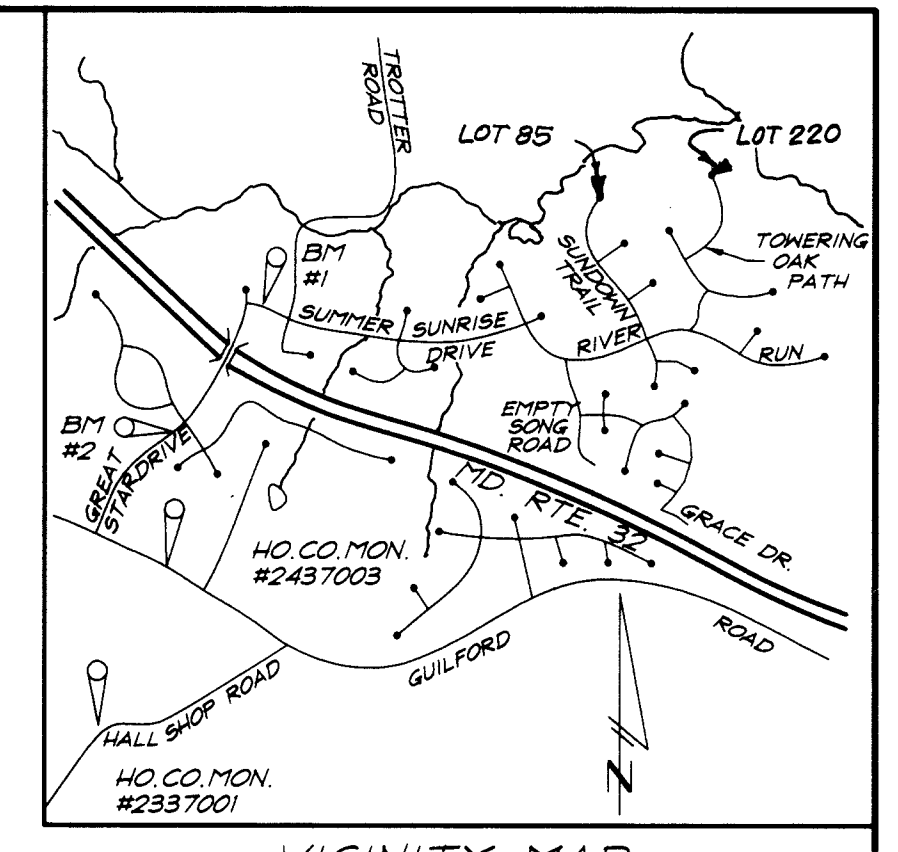 TROTTER
ROAD
LOT 85
LOT 220
BM
#1
SUNDOWN
TRAIL
TOWERING
OAK
PATH
SUMMER SUNRISE
DRIVE
RIVER RUN
EMPTY
SONG
ROAD
BM
#2
GREAT
STAR DRIVE
MD. RTE. 32
GRACE DR.
HO. CO. MON.
#2437003
GUILFORD ROAD
HALL SHOP ROAD
HO. CO. MON.
#2337001
N
VICINITY MAP